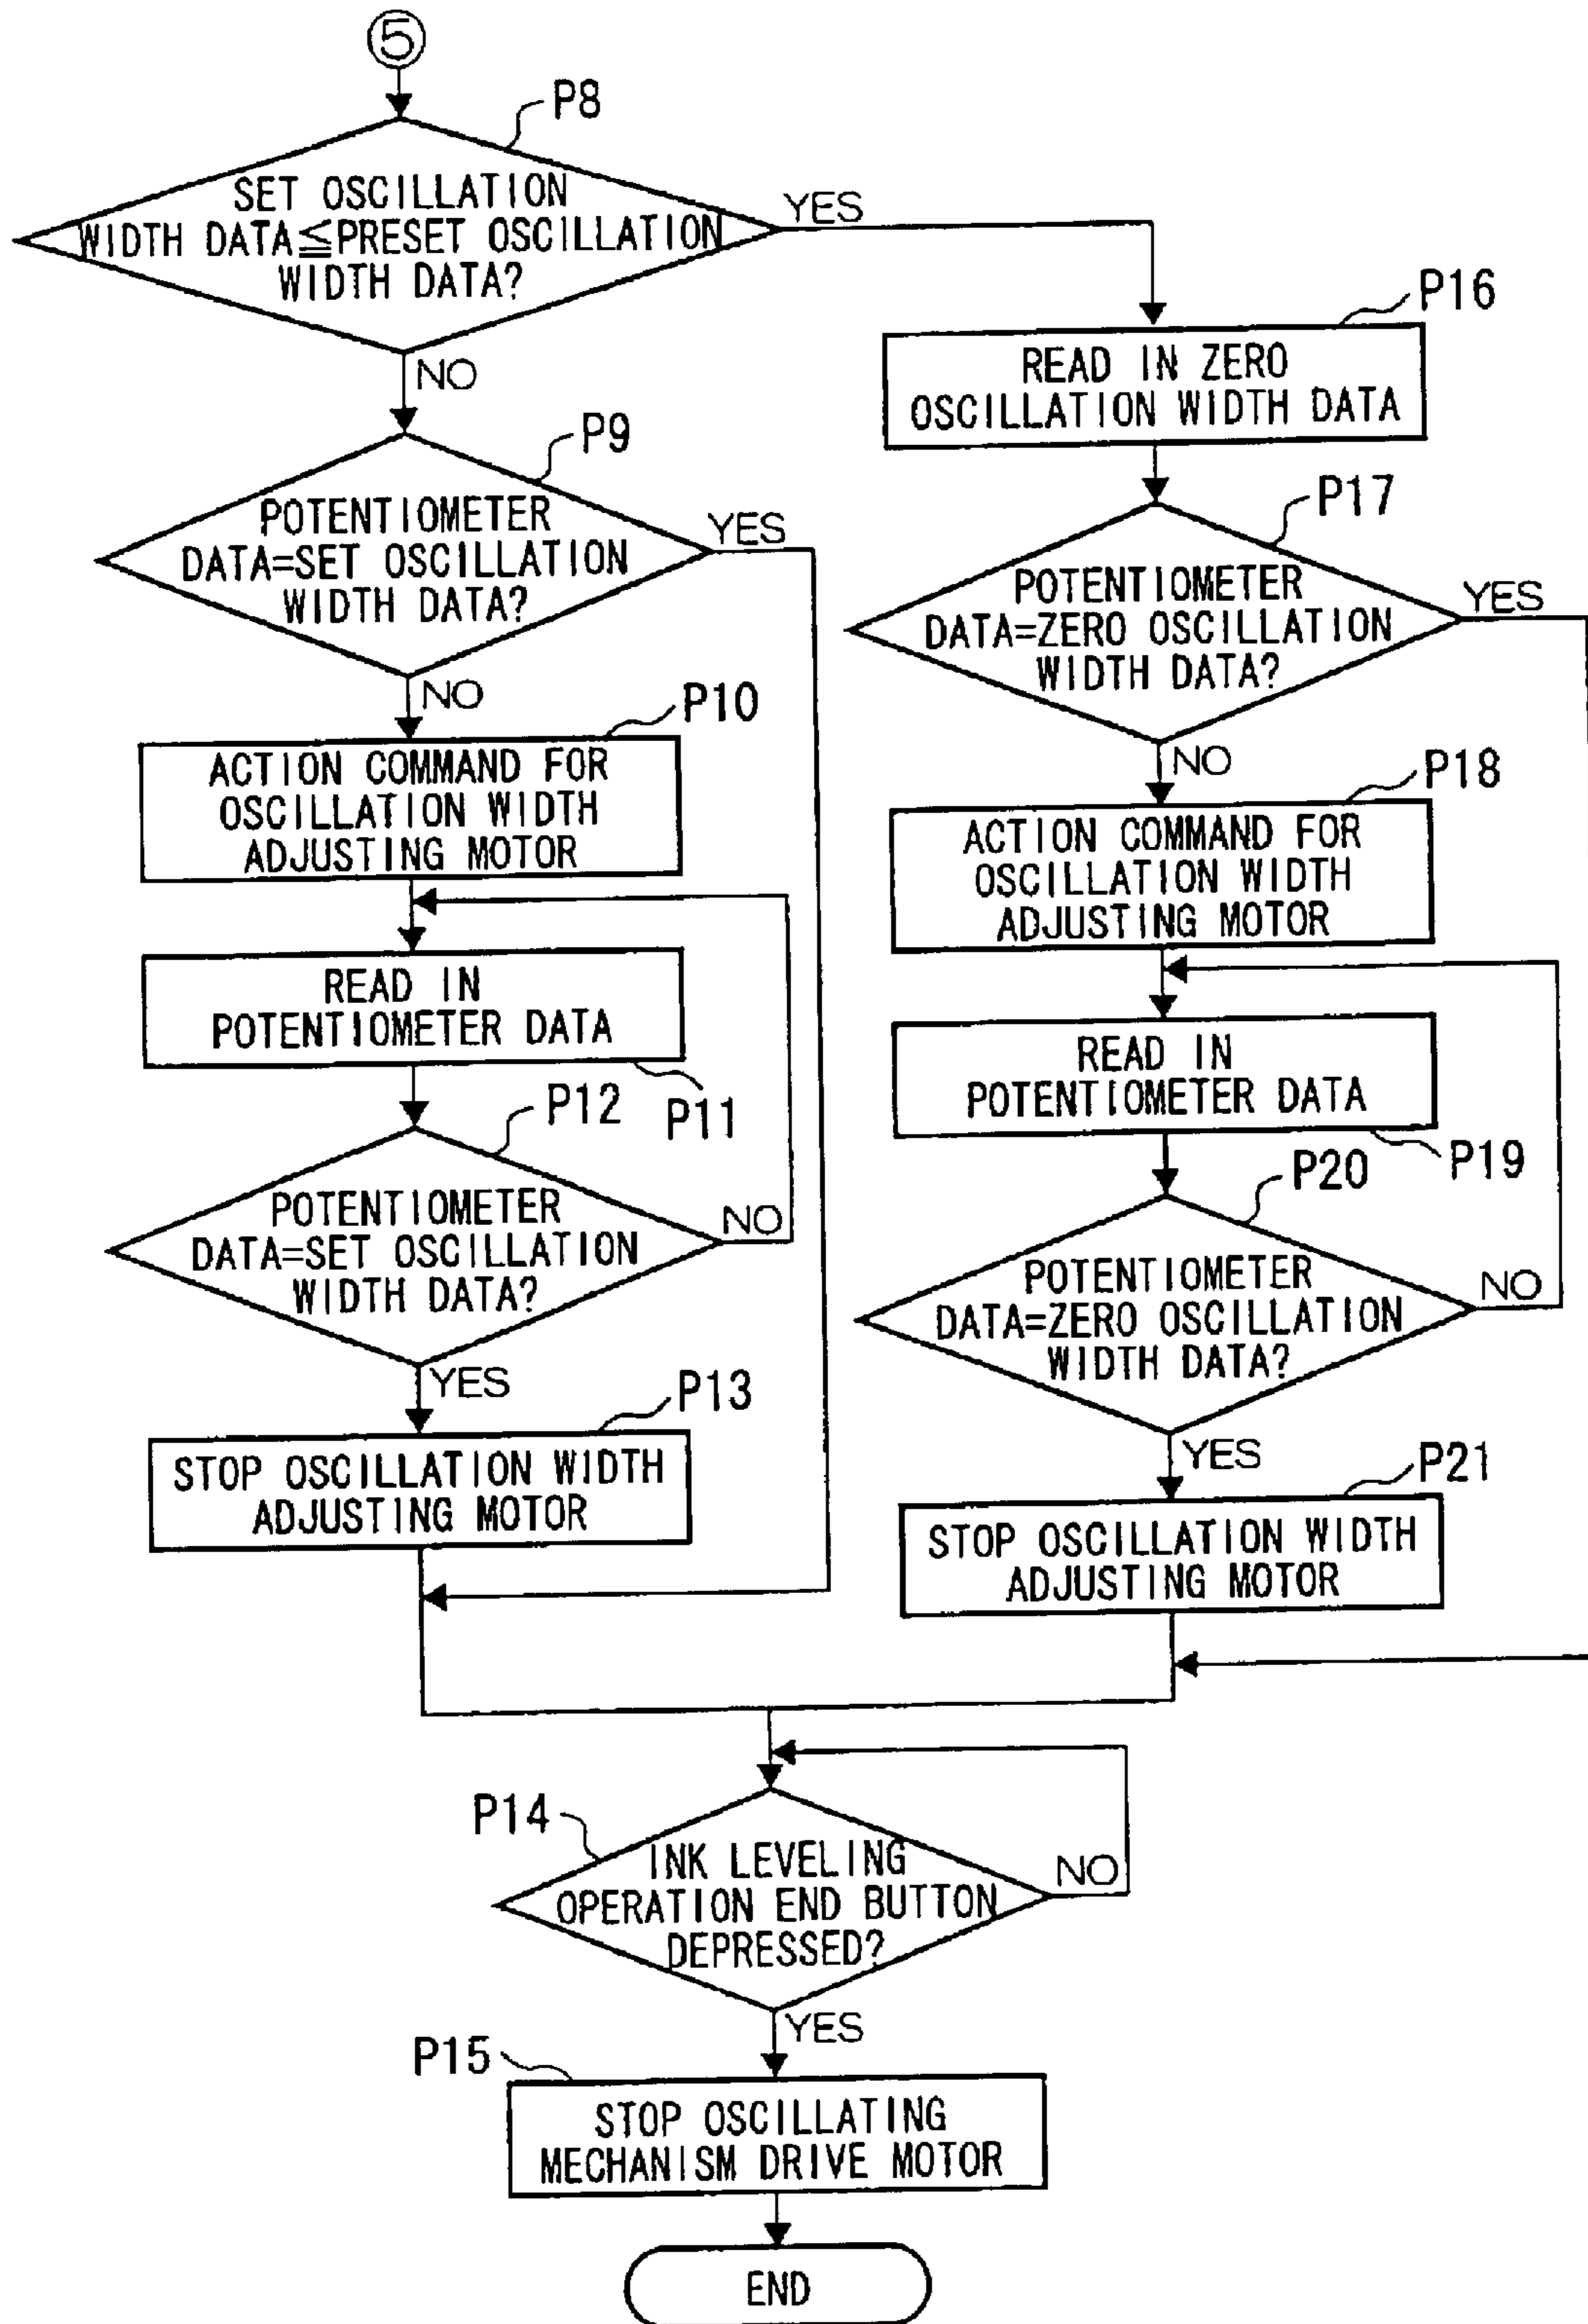 5
P8
SET OSCILLATION
WIDTH DATA≦PRESET OSCILLATION
WIDTH DATA?
YES
NO
P9
POTENTIOMETER
DATA=SET OSCILLATION
WIDTH DATA?
YES
NO
P10
ACTION COMMAND FOR
OSCILLATION WIDTH
ADJUSTING MOTOR
READ IN
POTENTIOMETER DATA
P11
P12
POTENTIOMETER
DATA=SET OSCILLATION
WIDTH DATA?
NO
YES
P13
STOP OSCILLATION WIDTH
ADJUSTING MOTOR
P16
READ IN ZERO
OSCILLATION WIDTH DATA
P17
POTENTIOMETER
DATA=ZERO OSCILLATION
WIDTH DATA?
YES
NO
P18
ACTION COMMAND FOR
OSCILLATION WIDTH
ADJUSTING MOTOR
READ IN
POTENTIOMETER DATA
P19
P20
POTENTIOMETER
DATA=ZERO OSCILLATION
WIDTH DATA?
NO
YES
P21
STOP OSCILLATION WIDTH
ADJUSTING MOTOR
P14
INK LEVELING
OPERATION END BUTTON
DEPRESSED?
NO
YES
P15
STOP OSCILLATING
MECHANISM DRIVE MOTOR
END